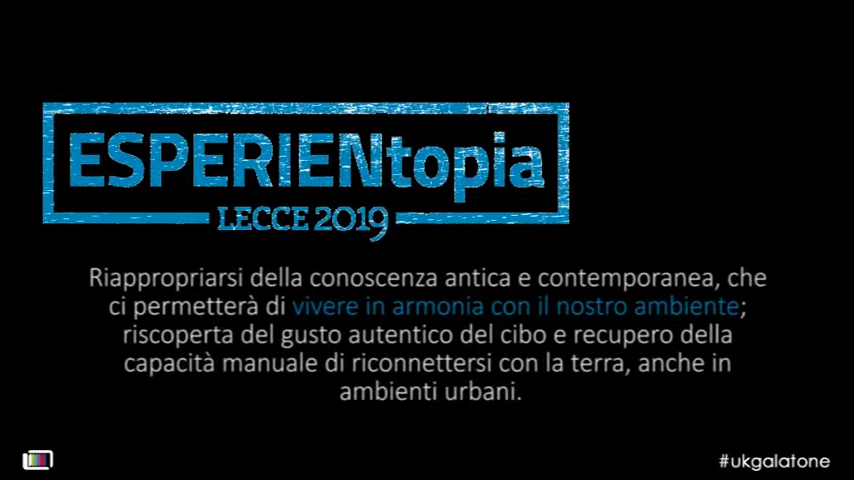 ESPERIENtopia
LECCE 2019
Riappropriarsi della conoscenza antica e contemporanea, che
ci permetterà di vivere in armonia con il nostro ambiente;
riscoperta del gusto autentico del cibo e recupero della
capacità manuale di riconnettersi con la terra, anche in
ambienti urbani.
#ukgalatone